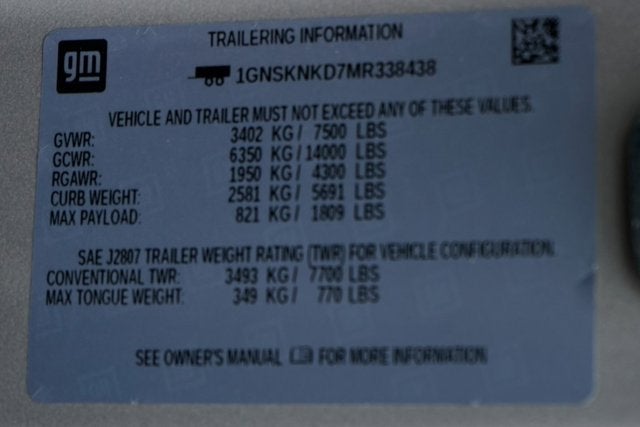 gm
TRAILERING INFORMATION
1GNSKNKD7MR338438
VEHICLE AND TRAILER MUST NOT EXCEED ANY OF THESE VALUES.
GVWR: 3402 KG / 7500 LBS
GCWR: 6350 KG / 14000 LBS
RGAWR: 1950 KG / 4300 LBS
CURB WEIGHT: 2581 KG / 5691 LBS
MAX PAYLOAD: 821 KG / 1809 LBS
SAE J2807 TRAILER WEIGHT RATING (TWR) FOR VEHICLE CONFIGURATION.
CONVENTIONAL TWR: 3493 KG / 7700 LBS
MAX TONGUE WEIGHT: 349 KG / 770 LBS
SEE OWNER'S MANUAL FOR MORE INFORMATION